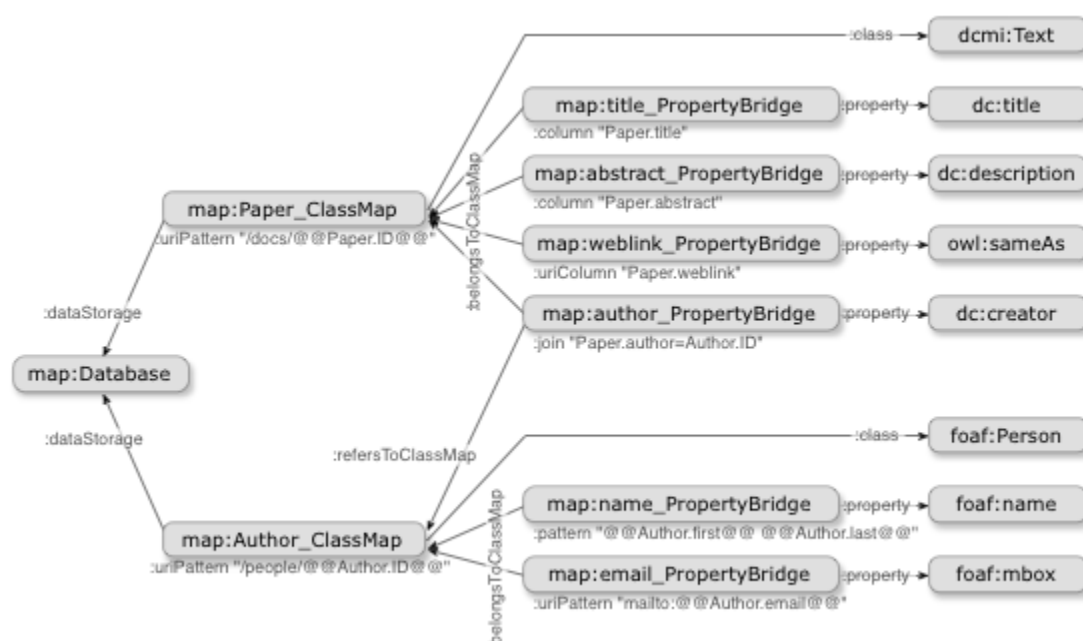 :class
dcmi:Text
map:title_PropertyBridge
:property
dc:title
:column "Paper.title"
map:abstract_PropertyBridge
:property
dc:description
:column "Paper.abstract"
:belongsToClassMap
map:Paper_ClassMap
:uriPattern "/docs/@@Paper.ID@@"
map:weblink_PropertyBridge
:property
owl:sameAs
:uriColumn "Paper.weblink"
map:author_PropertyBridge
:property
dc:creator
:join "Paper.author=Author.ID"
:dataStorage
map:Database
:dataStorage
:refersToClassMap
:class
foaf:Person
map:name_PropertyBridge
:property
foaf:name
:pattern "@@Author.first@@ @@Author.last@@"
:belongsToClassMap
map:Author_ClassMap
:uriPattern "/people/@@Author.ID@@"
map:email_PropertyBridge
:property
foaf:mbox
:uriPattern "mailto:@@Author.email@@"